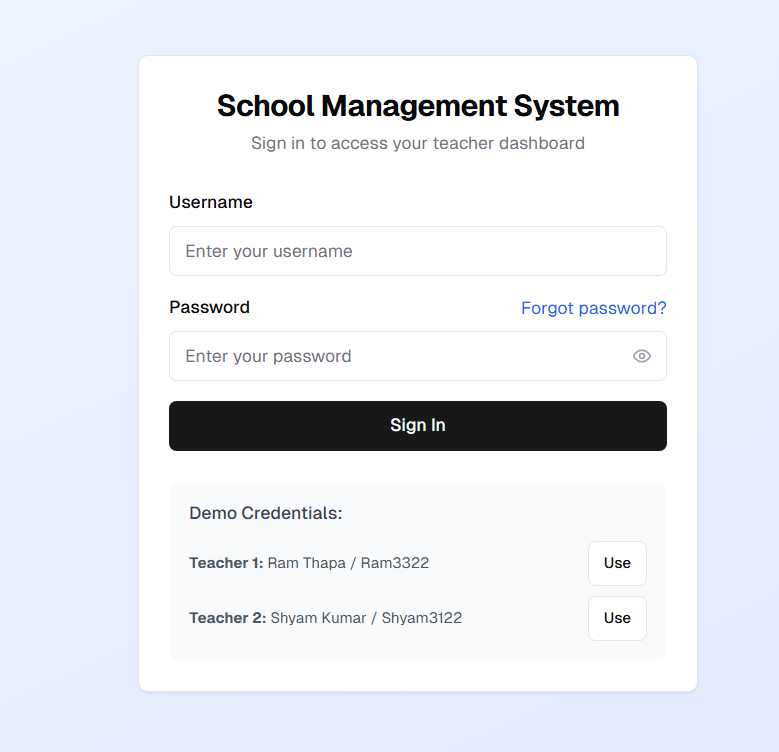 School Management System
Sign in to access your teacher dashboard
Username
Enter your username
Password Forgot password?
Enter your password
Sign In
Demo Credentials:
Teacher 1: Ram Thapa / Ram3322 Use
Teacher 2: Shyam Kumar / Shyam3122 Use